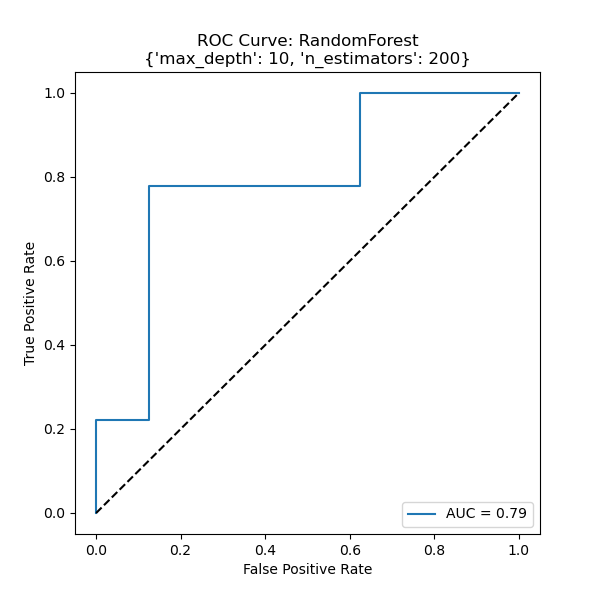 ROC Curve: RandomForest
{'max_depth': 10, 'n_estimators': 200}
True Positive Rate
1.0
0.8
0.6
0.4
0.2
0.0
0.0 0.2 0.4 0.6 0.8 1.0
False Positive Rate
AUC = 0.79